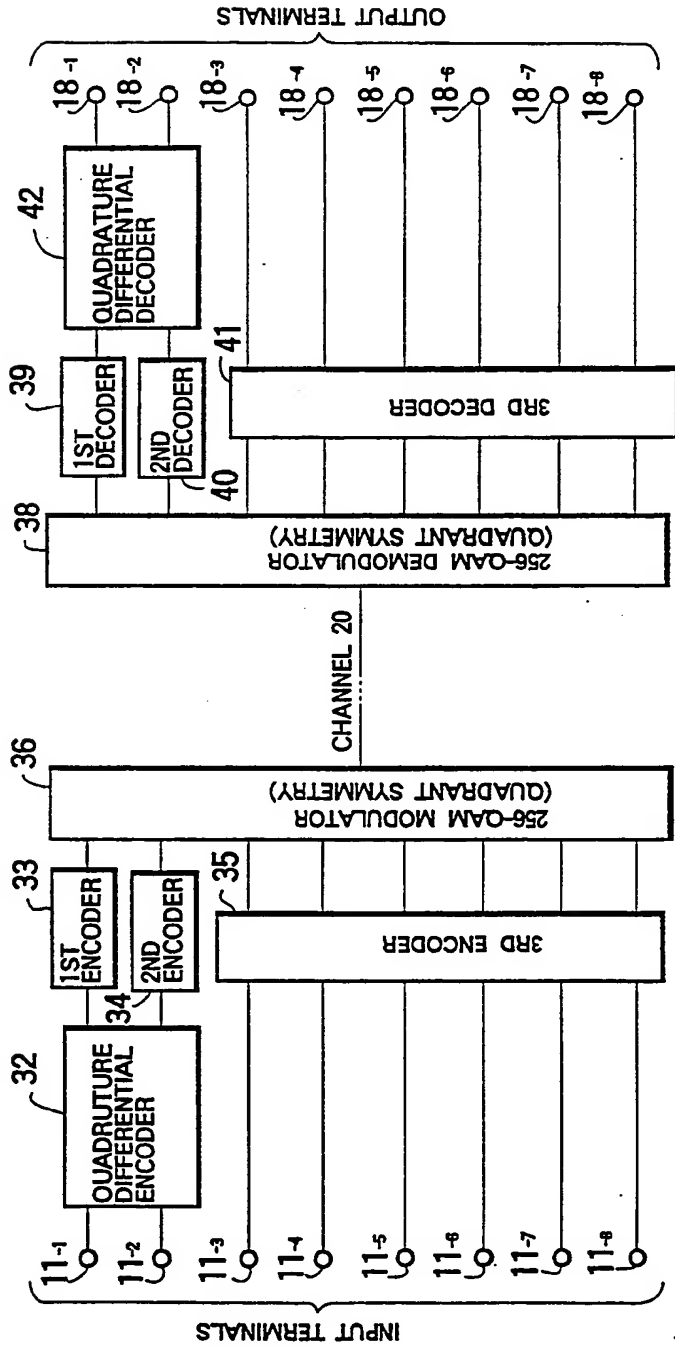 INPUT TERMINALS
11-1
11-2
11-3
11-4
11-5
11-6
11-7
11-8
32
QUADRUTURE
DIFFERENTIAL
ENCODER
33
1ST
ENCODER
34
2ND
ENCODER
35
3RD ENCODER
36
256-QAM MODULATOR
(QUADRANT SYMMETRY)
CHANNEL 20
38
256-QAM DEMODULATOR
(QUADRANT SYMMETRY)
39
1ST
DECODER
2ND
DECODER
40
41
3RD DECODER
42
QUADRATURE
DIFFERENTIAL
DECODER
18-1
18-2
18-3
18-4
18-5
18-6
18-7
18-8
OUTPUT TERMINALS